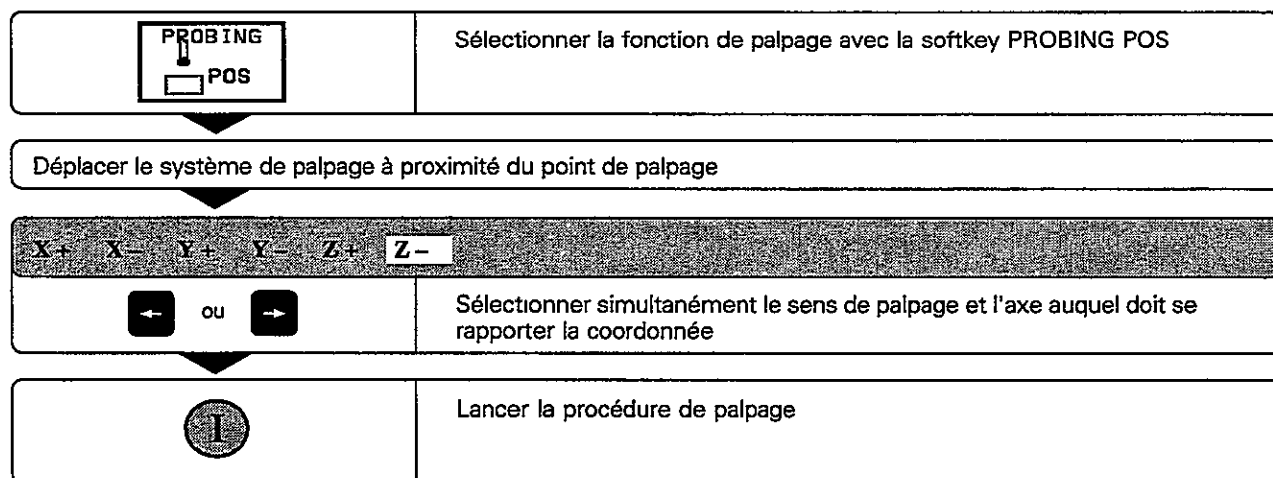 PROBING
POS
Sélectionner la fonction de palpage avec la softkey PROBING POS
Déplacer le système de palpage à proximité du point de palpage
X+ X– Y+ Y– Z+ Z–
← ou →
Sélectionner simultanément le sens de palpage et l'axe auquel doit se
rapporter la coordonnée
I
Lancer la procédure de palpage